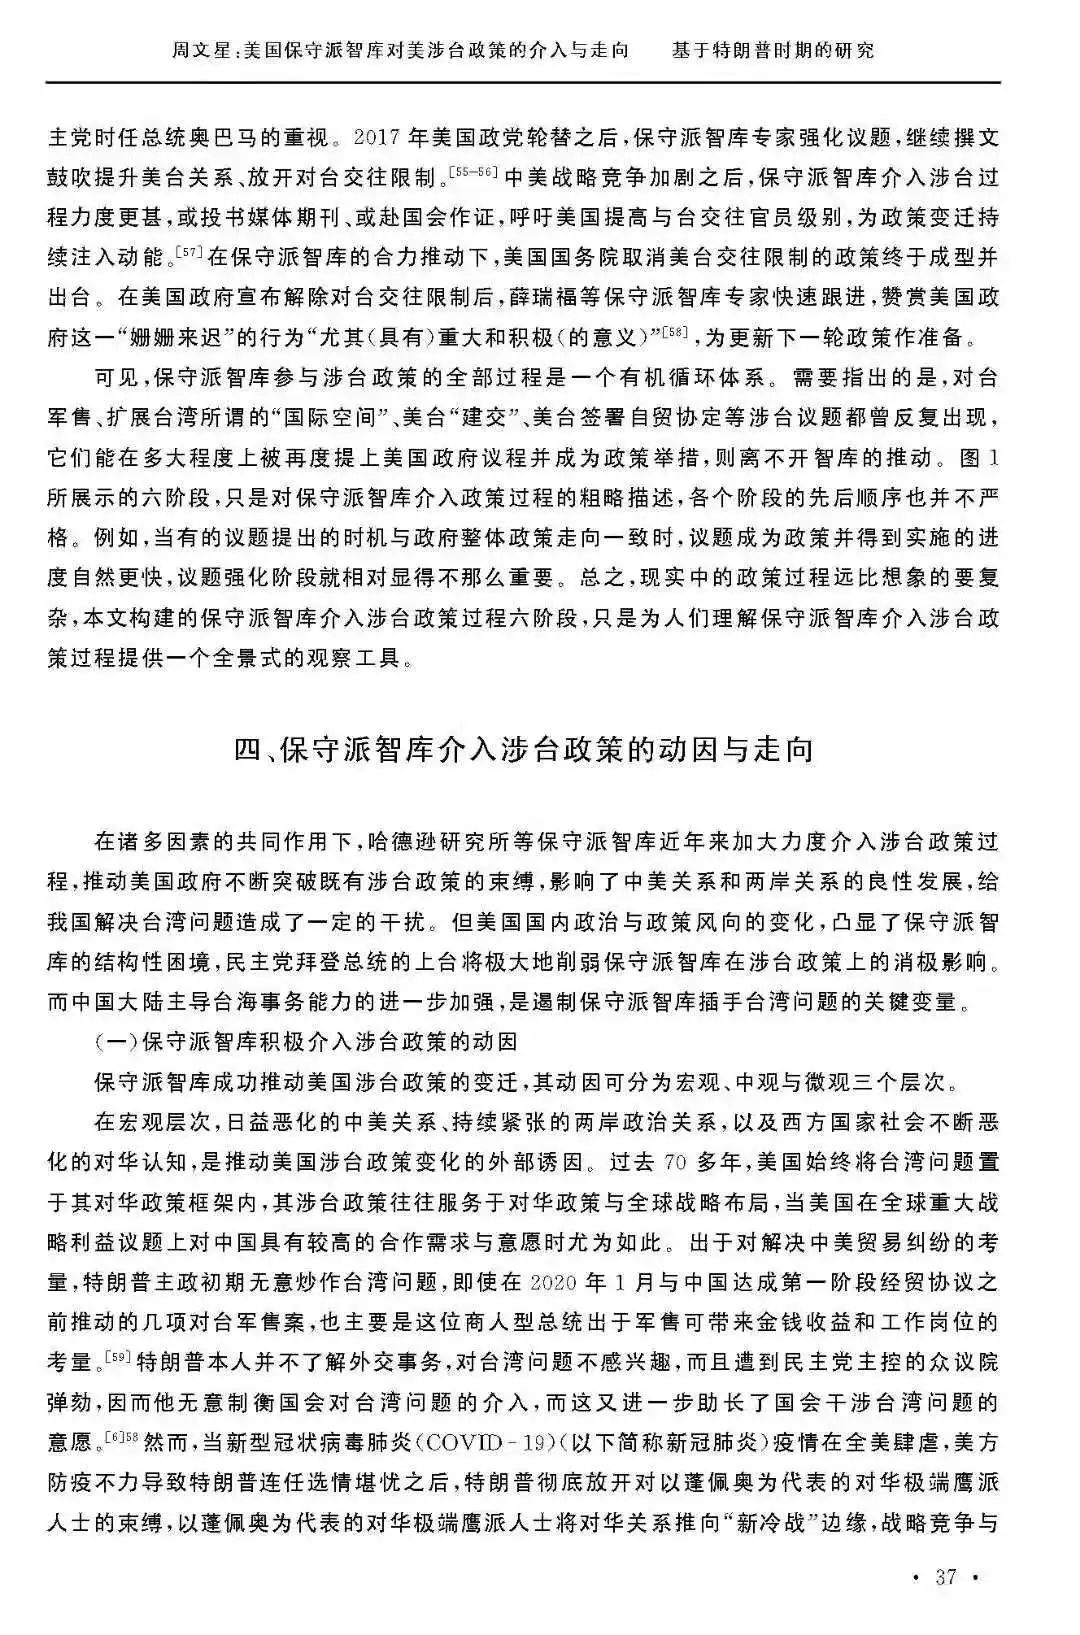 周文星:美国保守派智库对美涉台政策的介入与走向 基于特朗普时期的研究
主党时任总统奥巴马的重视。2017 年美国政党轮替之后,保守派智库专家强化议题,继续撰文
鼓吹提升美台关系、放开对台交往限制。[55-56]中美战略竞争加剧之后,保守派智库介入涉台过
程力度更甚,或投书媒体期刊、或赴国会作证,呼吁美国提高与台交往官员级别,为政策变迁持
续注入动能。[57]在保守派智库的合力推动下,美国国务院取消美台交往限制的政策终于成型并
出台。在美国政府宣布解除对台交往限制后,薛瑞福等保守派智库专家快速跟进,赞赏美国政
府这一“姗姗来迟”的行为“尤其(具有)重大和积极(的意义)”[58],为更新下一轮政策作准备。
可见,保守派智库参与涉台政策的全部过程是一个有机循环体系。需要指出的是,对台
军售、扩展台湾所谓的“国际空间”、美台“建交”、美台签署自贸协定等涉台议题都曾反复出现,
它们能在多大程度上被再度提上美国政府议程并成为政策举措,则离不开智库的推动。图 1
所展示的六阶段,只是对保守派智库介入政策过程的粗略描述,各个阶段的先后顺序也并不严
格。例如,当有的议题提出的时机与政府整体政策走向一致时,议题成为政策并得到实施的进
度自然更快,议题强化阶段就相对显得不那么重要。总之,现实中的政策过程远比想象的要复
杂,本文构建的保守派智库介入涉台政策过程六阶段,只是为人们理解保守派智库介入涉台政
策过程提供一个全景式的观察工具。
四、保守派智库介入涉台政策的动因与走向
在诸多因素的共同作用下,哈德逊研究所等保守派智库近年来加大力度介入涉台政策过
程,推动美国政府不断突破既有涉台政策的束缚,影响了中美关系和两岸关系的良性发展,给
我国解决台湾问题造成了一定的干扰。但美国国内政治与政策风向的变化,凸显了保守派智
库的结构性困境,民主党拜登总统的上台将极大地削弱保守派智库在涉台政策上的消极影响。
而中国大陆主导台海事务能力的进一步加强,是遏制保守派智库插手台湾问题的关键变量。
(一)保守派智库积极介入涉台政策的动因
保守派智库成功推动美国涉台政策的变迁,其动因可分为宏观、中观与微观三个层次。
在宏观层次,日益恶化的中美关系、持续紧张的两岸政治关系,以及西方国家社会不断恶
化的对华认知,是推动美国涉台政策变化的外部诱因。过去 70 多年,美国始终将台湾问题置
于其对华政策框架内,其涉台政策往往服务于对华政策与全球战略布局,当美国在全球重大战
略利益议题上对中国具有较高的合作需求与意愿时尤为如此。出于对解决中美贸易纠纷的考
量,特朗普主政初期无意炒作台湾问题,即使在 2020 年 1 月与中国达成第一阶段经贸协议之
前推动的几项对台军售案,也主要是这位商人型总统出于军售可带来金钱收益和工作岗位的
考量。[59]特朗普本人并不了解外交事务,对台湾问题不感兴趣,而且遭到民主党主控的众议院
弹劾,因而他无意制衡国会对台湾问题的介入,而这又进一步助长了国会干涉台湾问题的
意愿。[6]58然而,当新型冠状病毒肺炎(COVID-19)(以下简称新冠肺炎)疫情在全美肆虐,美方
防疫不力导致特朗普连任选情堪忧之后,特朗普彻底放开对以蓬佩奥为代表的对华极端鹰派
人士的束缚,以蓬佩奥为代表的对华极端鹰派人士将对华关系推向“新冷战”边缘,战略竞争与
· 37 ·